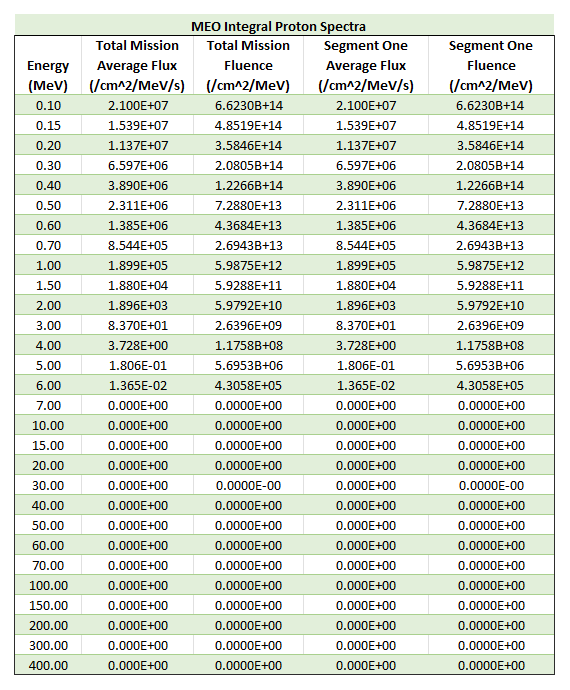 MEO Integral Proton Spectra
Energy (MeV) Total Mission Average Flux (/cm^2/MeV/s) Total Mission Fluence (/cm^2/MeV) Segment One Average Flux (/cm^2/MeV/s) Segment One Fluence (/cm^2/MeV)
0.10 2.100E+07 6.6230B+14 2.100E+07 6.6230B+14
0.15 1.539E+07 4.8519E+14 1.539E+07 4.8519E+14
0.20 1.137E+07 3.5846E+14 1.137E+07 3.5846E+14
0.30 6.597E+06 2.0805B+14 6.597E+06 2.0805B+14
0.40 3.890E+06 1.2266B+14 3.890E+06 1.2266B+14
0.50 2.311E+06 7.2880E+13 2.311E+06 7.2880E+13
0.60 1.385E+06 4.3684E+13 1.385E+06 4.3684E+13
0.70 8.544E+05 2.6943B+13 8.544E+05 2.6943B+13
1.00 1.899E+05 5.9875E+12 1.899E+05 5.9875E+12
1.50 1.880E+04 5.9288E+11 1.880E+04 5.9288E+11
2.00 1.896E+03 5.9792E+10 1.896E+03 5.9792E+10
3.00 8.370E+01 2.6396E+09 8.370E+01 2.6396E+09
4.00 3.728E+00 1.1758B+08 3.728E+00 1.1758B+08
5.00 1.806E-01 5.6953B+06 1.806E-01 5.6953B+06
6.00 1.365E-02 4.3058E+05 1.365E-02 4.3058E+05
7.00 0.000E+00 0.0000E+00 0.000E+00 0.0000E+00
10.00 0.000E+00 0.0000E+00 0.000E+00 0.0000E+00
15.00 0.000E+00 0.0000E+00 0.000E+00 0.0000E+00
20.00 0.000E+00 0.0000E+00 0.000E+00 0.0000E+00
30.00 0.000E+00 0.0000E-00 0.000E+00 0.0000E-00
40.00 0.000E+00 0.0000E+00 0.000E+00 0.0000E+00
50.00 0.000E+00 0.0000E+00 0.000E+00 0.0000E+00
60.00 0.000E+00 0.0000E+00 0.000E+00 0.0000E+00
70.00 0.000E+00 0.0000E+00 0.000E+00 0.0000E+00
100.00 0.000E+00 0.0000E+00 0.000E+00 0.0000E+00
150.00 0.000E+00 0.0000E+00 0.000E+00 0.0000E+00
200.00 0.000E+00 0.0000E+00 0.000E+00 0.0000E+00
300.00 0.000E+00 0.0000E+00 0.000E+00 0.0000E+00
400.00 0.000E+00 0.0000E+00 0.000E+00 0.0000E+00